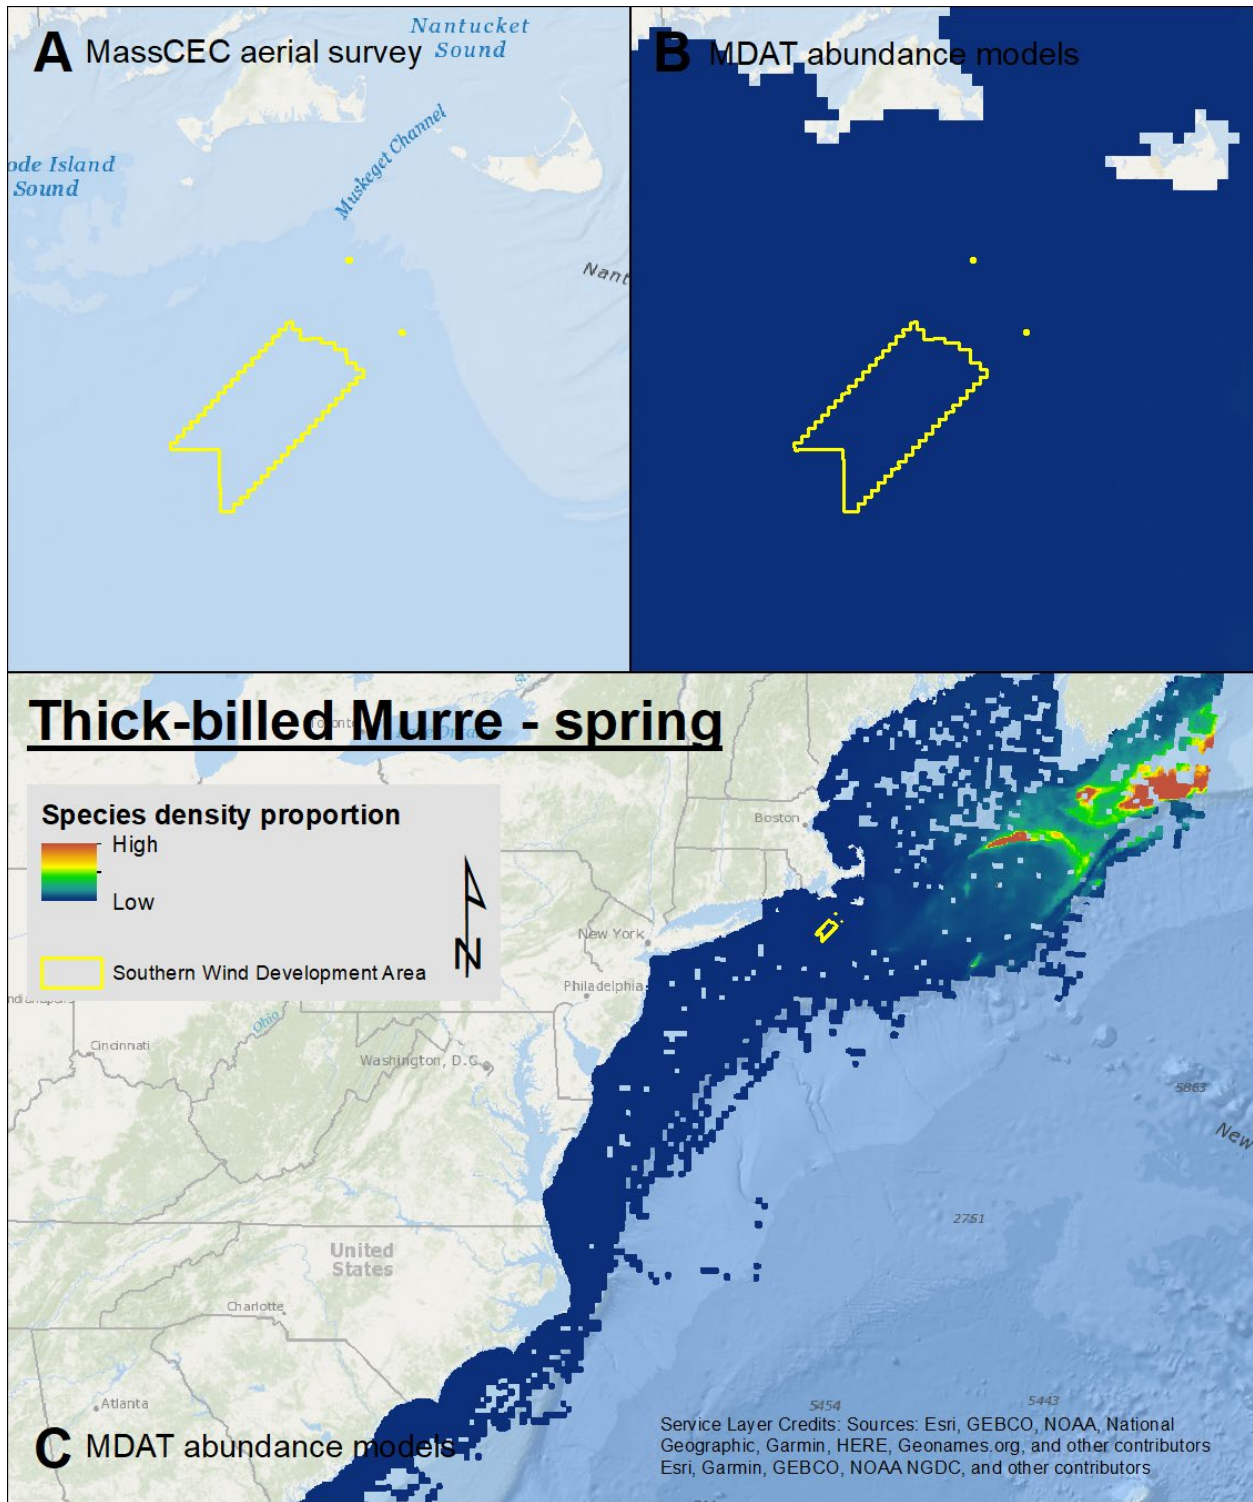 Nantucket
Sound
A MassCEC aerial survey
B MDAT abundance models
Muskeget Channel
ode Island
Sound
Nant
Thick-billed Murre - spring
Toronto
Species density proportion
High
Low
N
Southern Wind Development Area
Boston
New York
Philadelphia
Ohio
Cincinnati
Washington, D.C.
5863
New
2751
United
States
Charlotte
Atlanta
5454
5443
C MDAT abundance models
Service Layer Credits: Sources: Esri, GEBCO, NOAA, National
Geographic, Garmin, HERE, Geonames.org, and other contributors
Esri, Garmin, GEBCO, NOAA NGDC, and other contributors